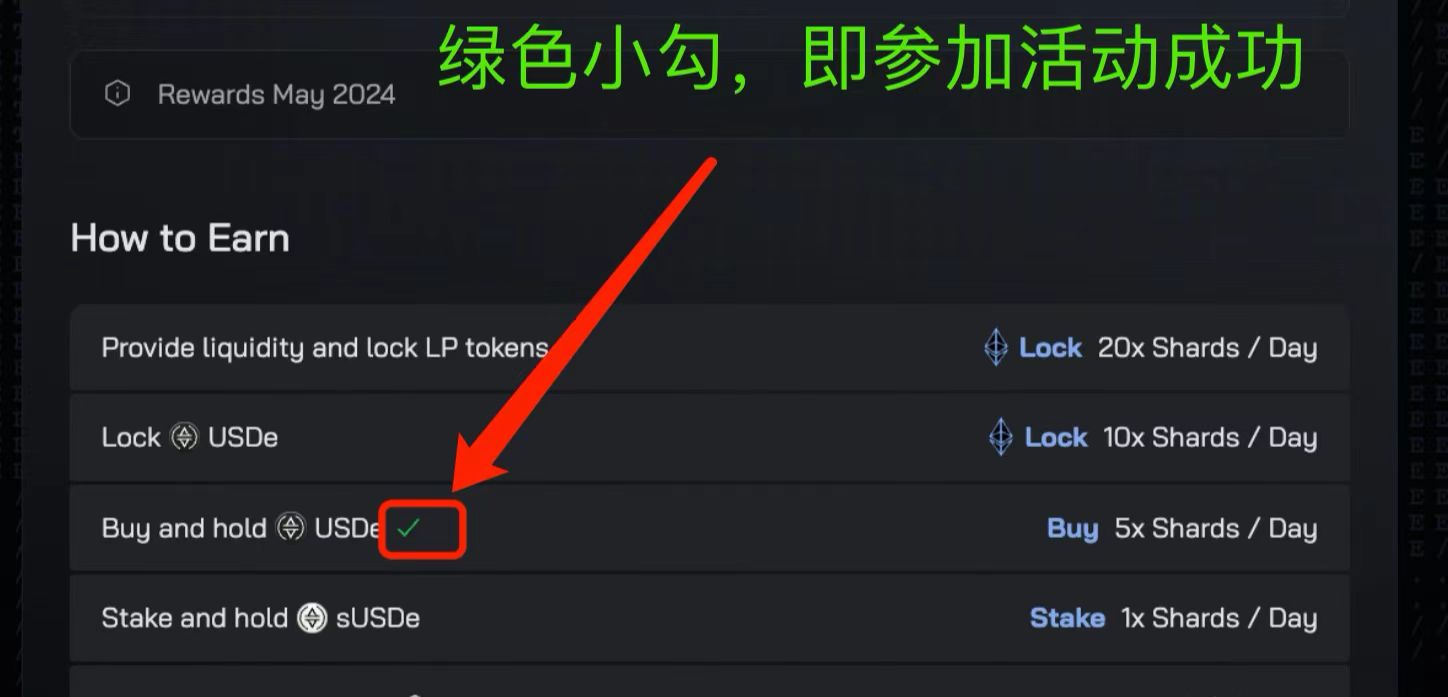 绿色小勾，即参加活动成功
Rewards May 2024
How to Earn
Provide liquidity and lock LP tokens Lock 20x Shards / Day
Lock USDe Lock 10x Shards / Day
Buy and hold USDe Buy 5x Shards / Day
Stake and hold sUSDe Stake 1x Shards / Day